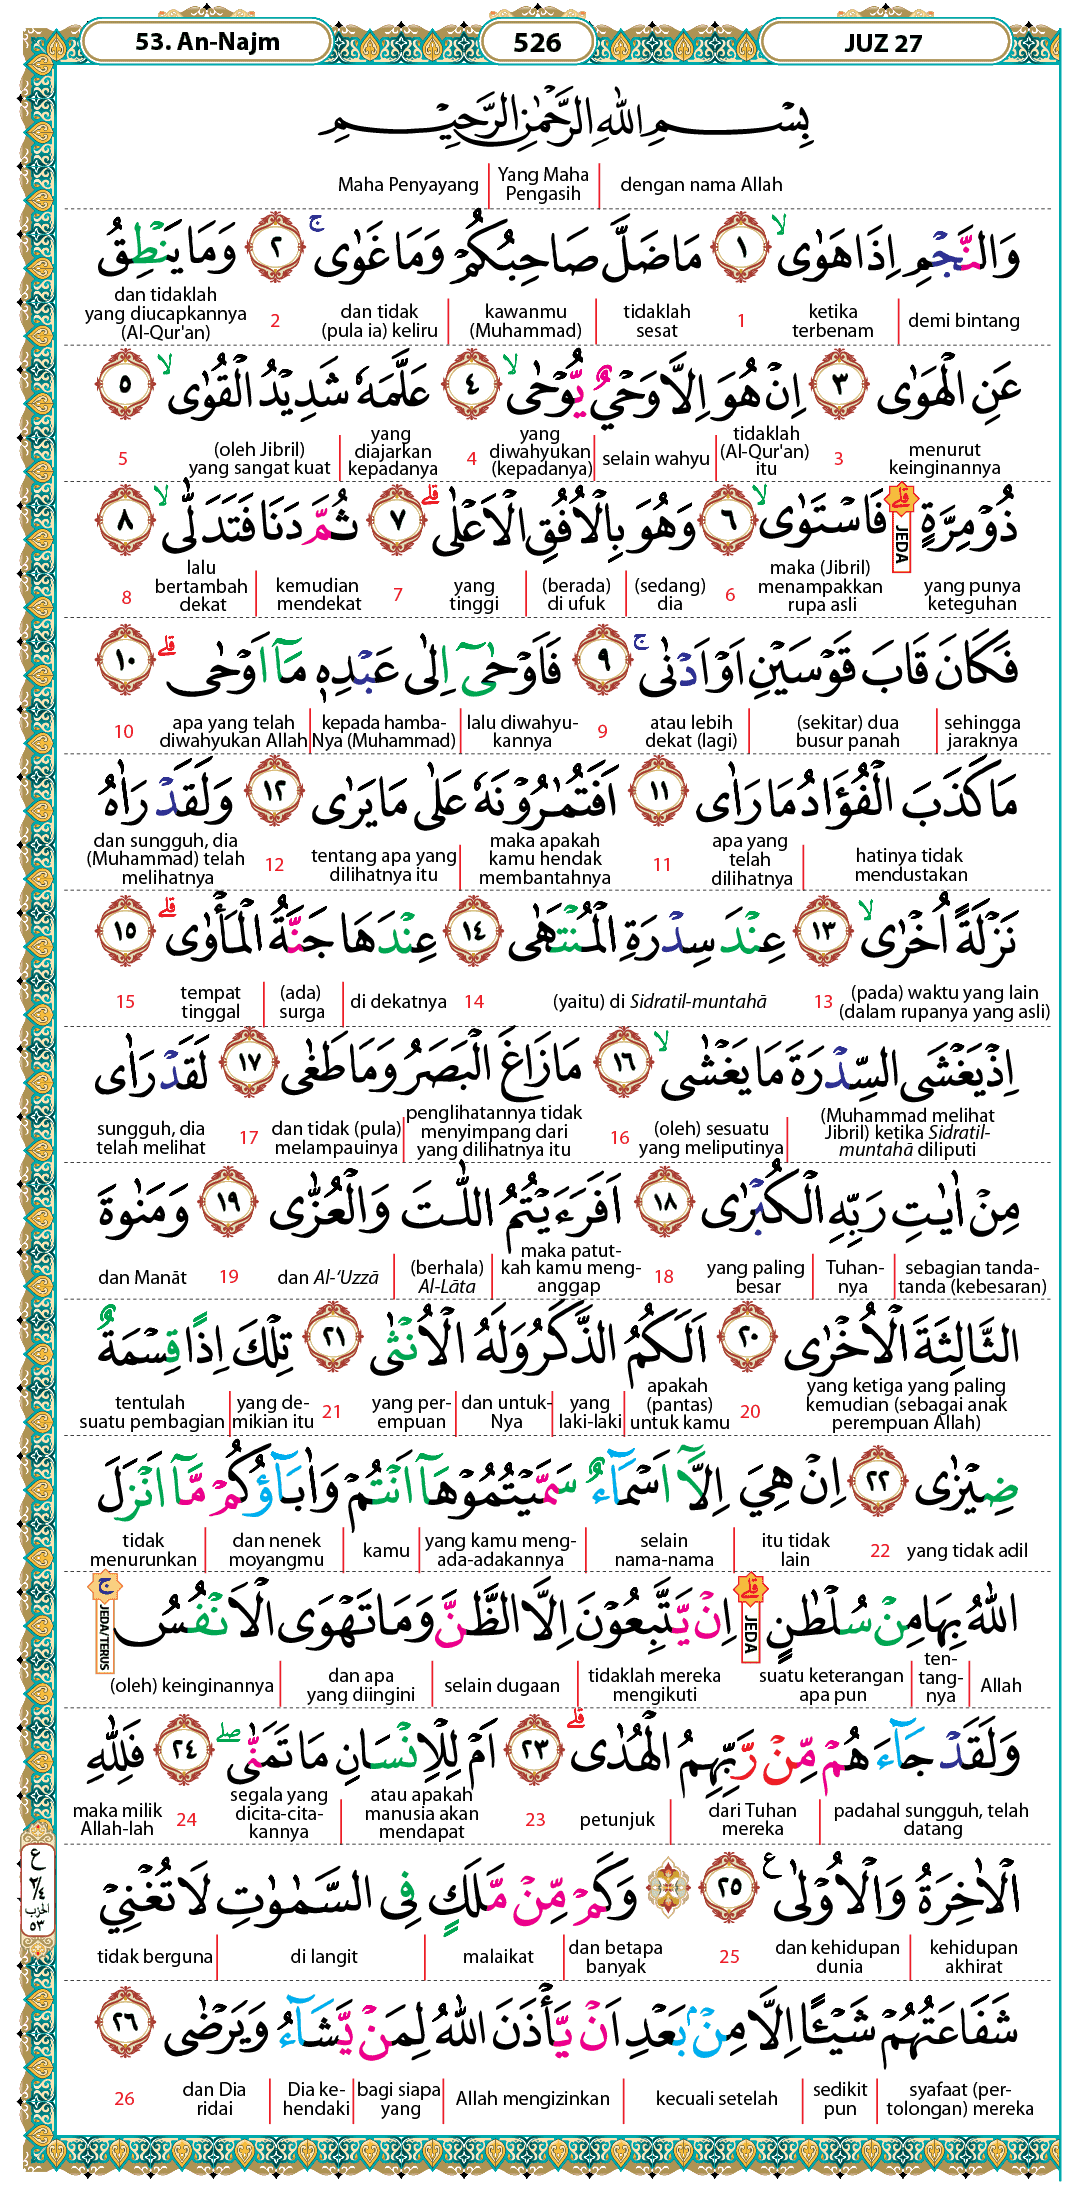 53. An-Najm
526
JUZ 27
بِسْمِ اللّٰهِ الرَّحْمٰنِ الرَّحِيْمِ
dengan nama Allah | Yang Maha Pengasih | Maha Penyayang
وَالنَّجْمِ اِذَا هَوٰىۙ ١ مَا ضَلَّ صَاحِبُكُمْ وَمَا غَوٰىۚ ٢ وَمَا يَنْطِقُ
demi bintang | ketika terbenam 1 tidaklah sesat | kawanmu (Muhammad) | dan tidak (pula ia) keliru 2 dan tidaklah yang diucapkannya (Al-Qur'an)
عَنِ الْهَوٰى ٣ اِنْ هُوَ اِلَّا وَحْيٌ يُّوْحٰىۙ ٤ عَلَّمَهٗ شَدِيْدُ الْقُوٰىۙ ٥
menurut keinginannya 3 tidaklah (Al-Qur'an) itu | selain wahyu | yang diwahyukan (kepadanya) 4 yang diajarkan kepadanya | (oleh Jibril) yang sangat kuat 5
ذُوْ مِرَّةٍۗ JEDA فَاسْتَوٰىۙ ٦ وَهُوَ بِالْاُفُقِ الْاَعْلٰىۗ ٧ ثُمَّ دَنَا فَتَدَلّٰىۙ ٨
yang punya keteguhan maka (Jibril) menampakkan rupa asli 6 (sedang) dia | (berada) di ufuk | yang tinggi 7 kemudian mendekat | lalu bertambah dekat 8
فَكَانَ قَابَ قَوْسَيْنِ اَوْ اَدْنٰىۚ ٩ فَاَوْحٰىٓ اِلٰى عَبْدِهٖ مَآ اَوْحٰىۗ ١٠
sehingga jaraknya | (sekitar) dua busur panah | atau lebih dekat (lagi) 9 lalu diwahyu-kannya | kepada hamba-Nya (Muhammad) | apa yang telah diwahyukan Allah 10
مَا كَذَبَ الْفُؤَادُ مَا رَاٰى ١١ اَفَتُمٰرُوْنَهٗ عَلٰى مَا يَرٰى ١٢ وَلَقَدْ رَاٰهُ
hatinya tidak mendustakan | apa yang telah dilihatnya 11 maka apakah kamu hendak membantahnya | tentang apa yang dilihatnya itu 12 dan sungguh, dia (Muhammad) telah melihatnya
نَزْلَةً اُخْرٰىۙ ١٣ عِنْدَ سِدْرَةِ الْمُنْتَهٰى ١٤ عِنْدَهَا جَنَّةُ الْمَأْوٰىۗ ١٥
(pada) waktu yang lain (dalam rupanya yang asli) 13 (yaitu) di Sidratil-muntahā 14 di dekatnya | (ada) surga | tempat tinggal 15
اِذْ يَغْشَى السِّدْرَةَ مَا يَغْشٰىۙ ١٦ مَا زَاغَ الْبَصَرُ وَمَا طَغٰى ١٧ لَقَدْ رَاٰى
(Muhammad melihat Jibril) ketika Sidratil-muntahā diliputi | (oleh) sesuatu yang meliputinya 16 penglihatannya tidak menyimpang dari yang dilihatnya itu | dan tidak (pula) melampauinya 17 sungguh, dia telah melihat
مِنْ اٰيٰتِ رَبِّهِ الْكُبْرٰى ١٨ اَفَرَءَيْتُمُ اللّٰتَ وَالْعُزّٰى ١٩ وَمَنٰوةَ
sebagian tanda-tanda (kebesaran) | Tuhan-nya | yang paling besar 18 maka patut-kah kamu meng-anggap | (berhala) Al-Lāta | dan Al-‘Uzzā 19 dan Manāt
الثَّالِثَةَ الْاُخْرٰى ٢٠ اَلَكُمُ الذَّكَرُ وَلَهُ الْاُنْثٰى ٢١ تِلْكَ اِذًا قِسْمَةٌ
yang ketiga yang paling kemudian (sebagai anak perempuan Allah) 20 apakah (pantas) untuk kamu | yang laki-laki | dan untuk-Nya | yang per-empuan 21 yang de-mikian itu | tentulah suatu pembagian
ضِيْزٰى ٢٢ اِنْ هِيَ اِلَّآ اَسْمَآءٌ سَمَّيْتُمُوْهَآ اَنْتُمْ وَاٰبَآؤُكُمْ مَّآ اَنْزَلَ
yang tidak adil 22 itu tidak lain | selain nama-nama | yang kamu meng-ada-adakannya | kamu | dan nenek moyangmu | tidak menurunkan
اللّٰهُ بِهَا مِنْ سُلْطٰنٍۗ JEDA اِنْ يَّتَّبِعُوْنَ اِلَّا الظَّنَّ وَمَا تَهْوَى الْاَنْفُسُۚ JEDA/TERUS
Allah | ten-tang-nya | suatu keterangan apa pun tidaklah mereka mengikuti | selain dugaan | dan apa yang diingini | (oleh) keinginannya
وَلَقَدْ جَآءَهُمْ مِّنْ رَّبِّهِمُ الْهُدٰىۗ ٢٣ اَمْ لِلْاِنْسَانِ مَا تَمَنّٰىۖ ٢٤ فَلِلّٰهِ
padahal sungguh, telah datang | dari Tuhan mereka | petunjuk 23 atau apakah manusia akan mendapat | segala yang dicita-cita-kannya 24 maka milik Allah-lah
الْاٰخِرَةُ وَالْاُوْلٰىࣖ ٢٥ ۞ وَكَمْ مِّنْ مَّلَكٍ فِى السَّمٰوٰتِ لَا تُغْنِيْ
kehidupan akhirat | dan kehidupan dunia 25 dan betapa banyak | malaikat | di langit | tidak berguna
شَفَاعَتُهُمْ شَيْـًٔا اِلَّا مِنْۢ بَعْدِ اَنْ يَّأْذَنَ اللّٰهُ لِمَنْ يَّشَآءُ وَيَرْضٰى ٢٦
syafaat (per-tolongan) mereka | sedikit pun | kecuali setelah | Allah mengizinkan | bagi siapa yang | Dia ke-hendaki | dan Dia ridai 26
ع
الحزب
٥٣